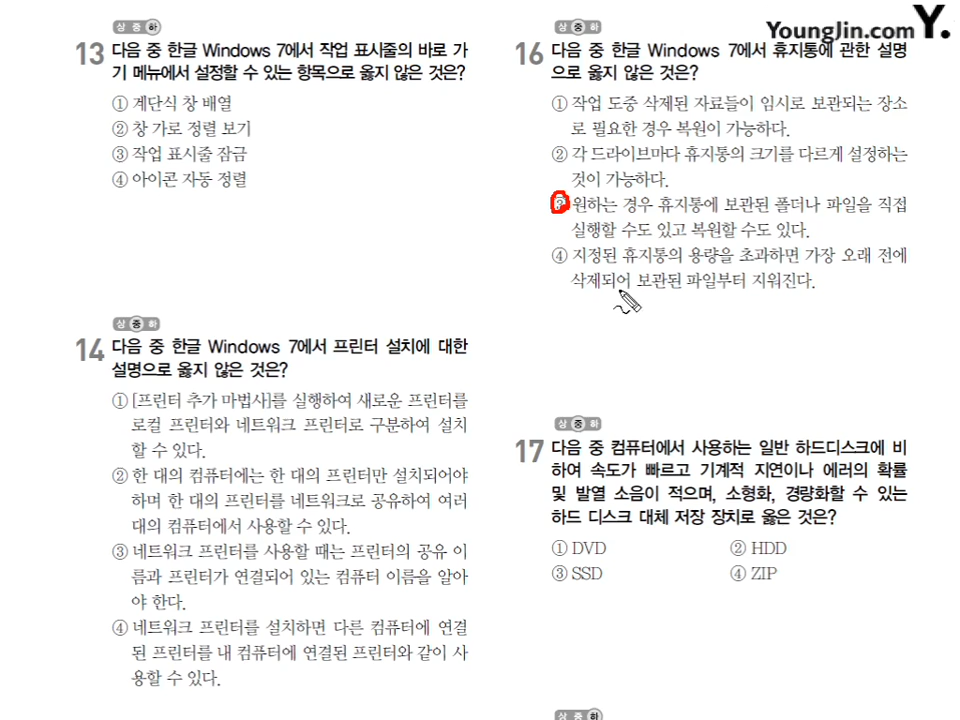 YoungJin.com Y.
상 중 하
13 다음 중 한글 Windows 7에서 작업 표시줄의 바로 가
기 메뉴에서 설정할 수 있는 항목으로 옳지 않은 것은?
① 계단식 창 배열
② 창 가로 정렬 보기
③ 작업 표시줄 잠금
④ 아이콘 자동 정렬
상 중 하
14 다음 중 한글 Windows 7에서 프린터 설치에 대한
설명으로 옳지 않은 것은?
① [프린터 추가 마법사]를 실행하여 새로운 프린터를
로컬 프린터와 네트워크 프린터로 구분하여 설치
할 수 있다.
② 한 대의 컴퓨터에는 한 대의 프린터만 설치되어야
하며 한 대의 프린터를 네트워크로 공유하여 여러
대의 컴퓨터에서 사용할 수 있다.
③ 네트워크 프린터를 사용할 때는 프린터의 공유 이
름과 프린터가 연결되어 있는 컴퓨터 이름을 알아
야 한다.
④ 네트워크 프린터를 설치하면 다른 컴퓨터에 연결
된 프린터를 내 컴퓨터에 연결된 프린터와 같이 사
용할 수 있다.
16 다음 중 한글 Windows 7에서 휴지통에 관한 설명
으로 옳지 않은 것은?
① 작업 도중 삭제된 자료들이 임시로 보관되는 장소
로 필요한 경우 복원이 가능하다.
② 각 드라이브마다 휴지통의 크기를 다르게 설정하는
것이 가능하다.
원하는 경우 휴지통에 보관된 폴더나 파일을 직접
실행할 수도 있고 복원할 수도 있다.
④ 지정된 휴지통의 용량을 초과하면 가장 오래 전에
삭제되어 보관된 파일부터 지워진다.
상 중 하
17 다음 중 컴퓨터에서 사용하는 일반 하드디스크에 비
하여 속도가 빠르고 기계적 지연이나 에러의 확률
및 발열 소음이 적으며, 소형화, 경량화할 수 있는
하드 디스크 대체 저장 장치로 옳은 것은?
① DVD ② HDD
③ SSD ④ ZIP
상 중 하